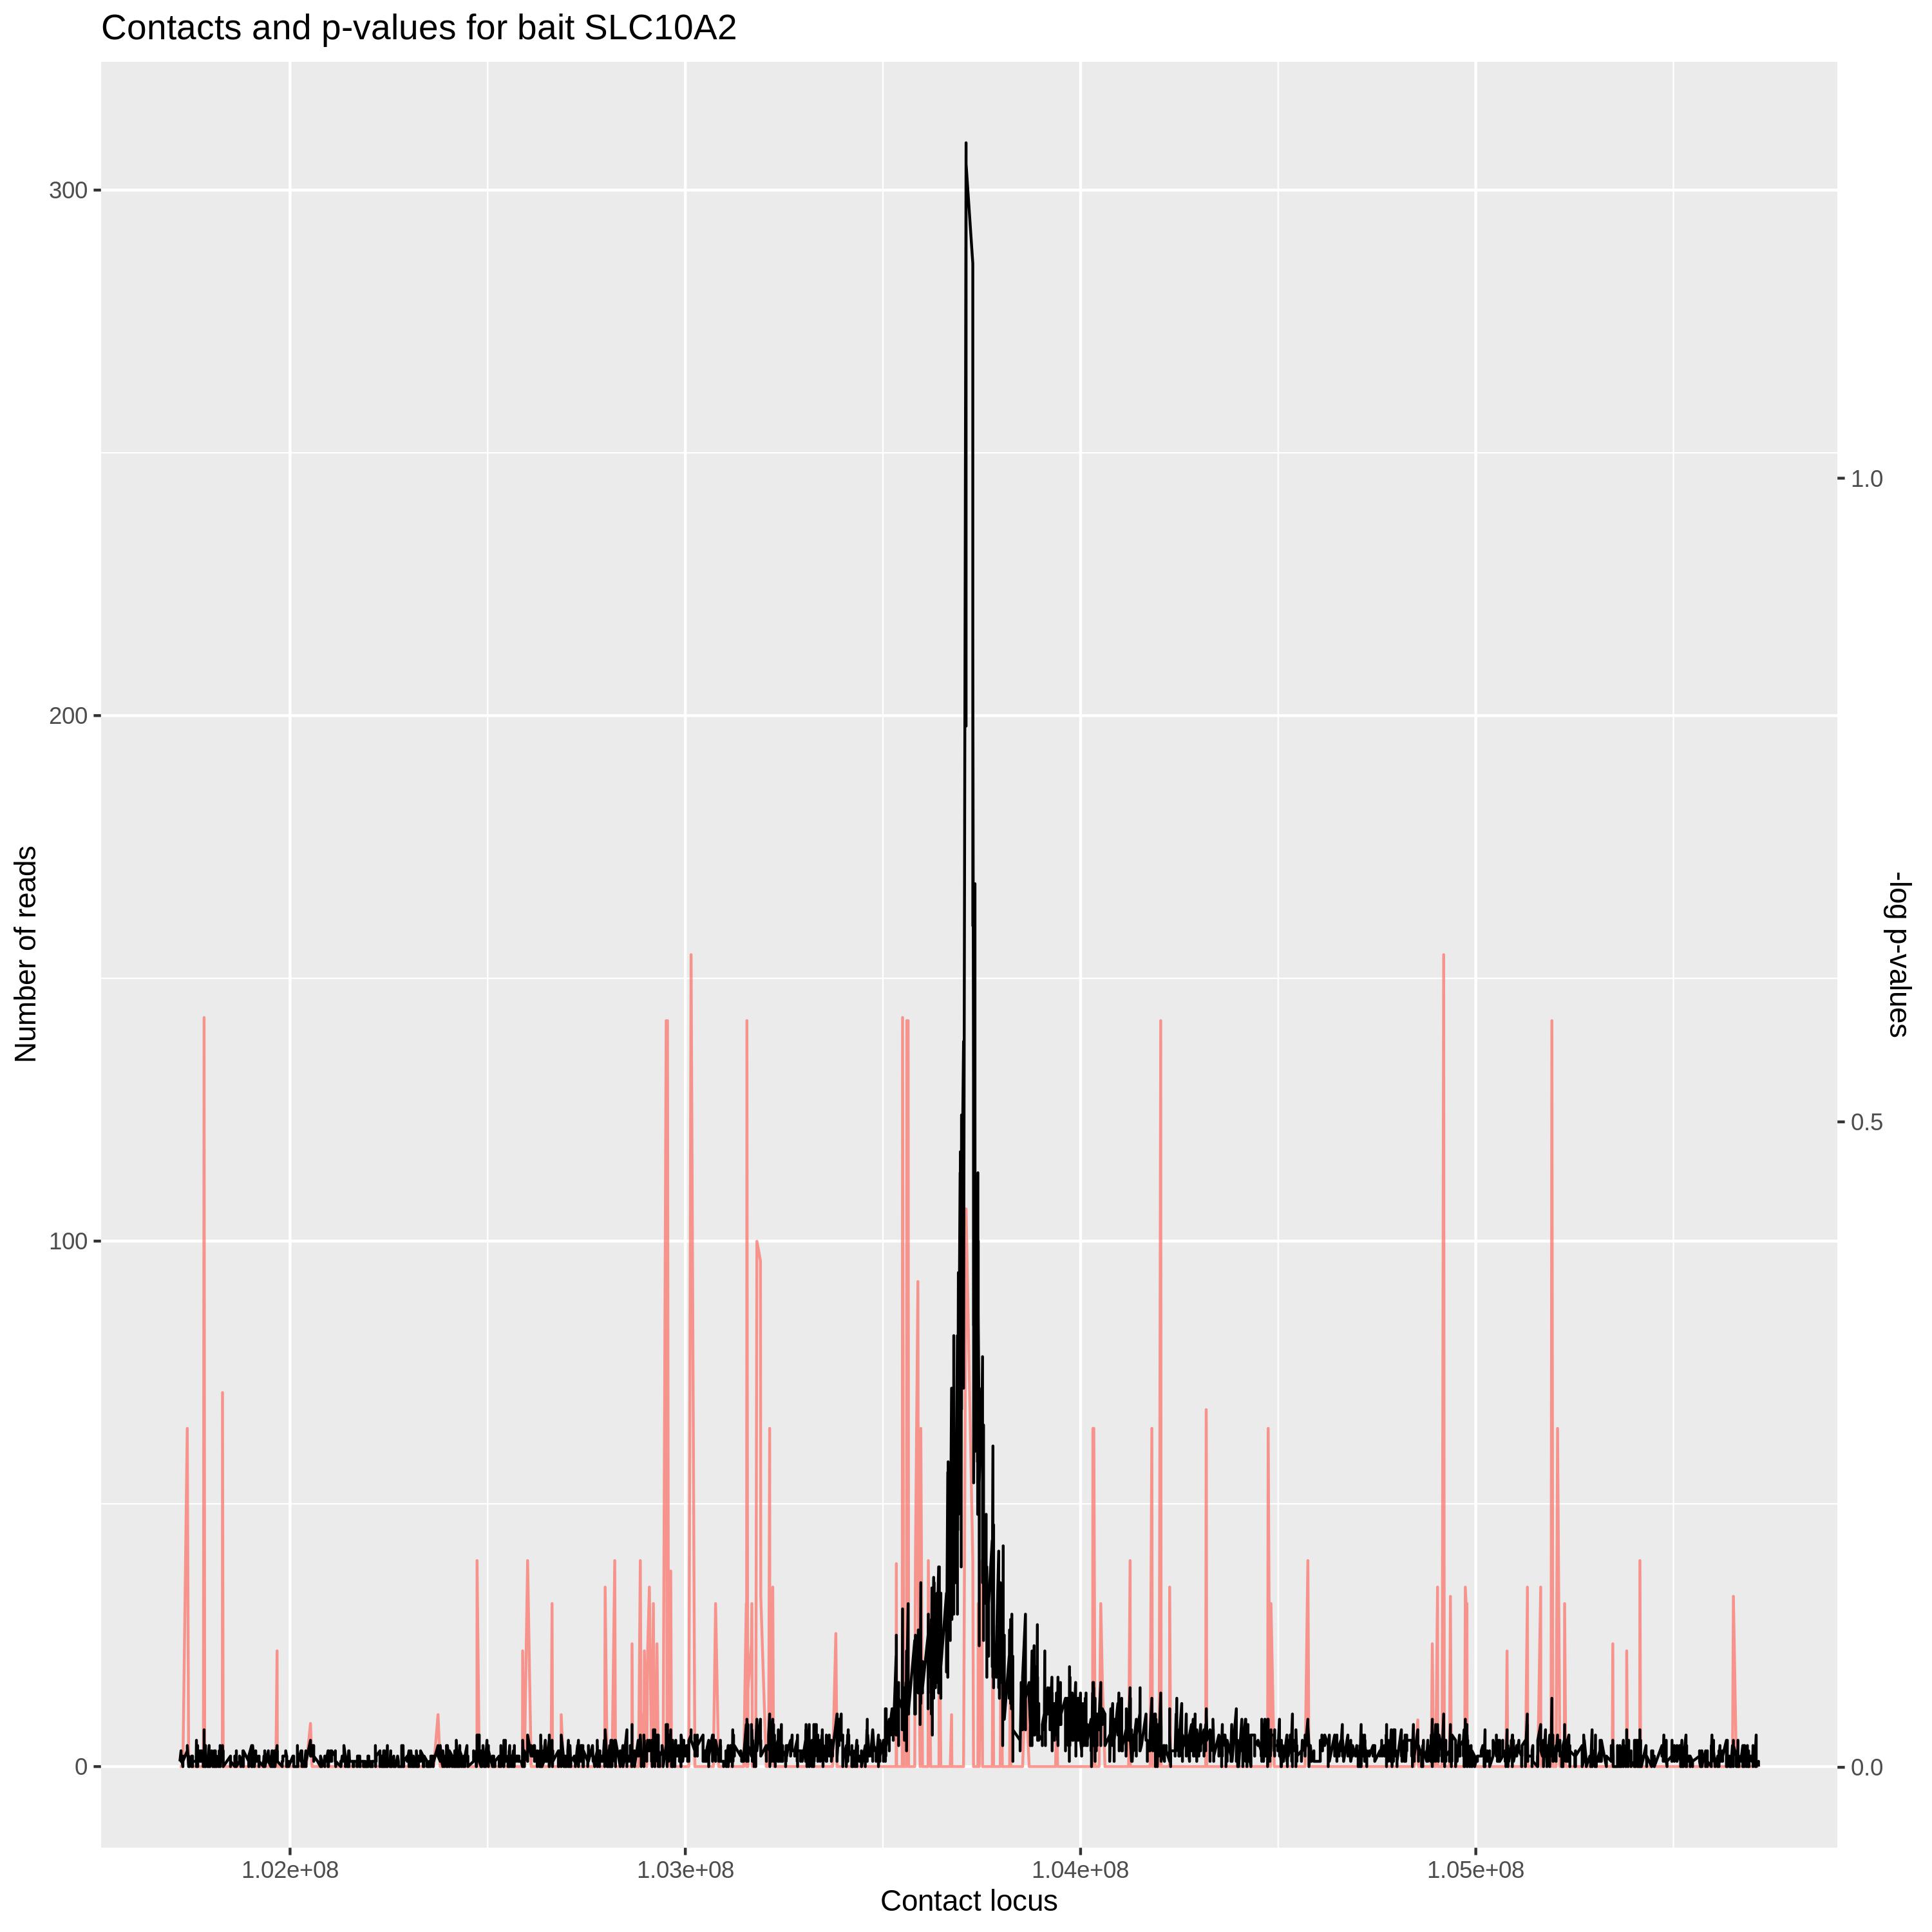 Contacts and p-values for bait SLC10A2
Number of reads
300
200
100
0
1.0
0.5
0.0
-log p-values
1.02e+08
1.03e+08
1.04e+08
1.05e+08
Contact locus